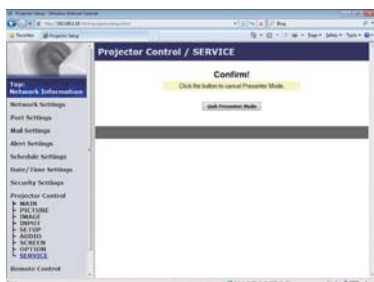 Projector Control / SERVICE
Confirm!
Click the button to cancel Presenter Mode.
Quit Presenter Mode
Top:
Network Information
Network Settings
Port Settings
Mail Settings
Alert Settings
Schedule Settings
Date/Time Settings
Security Settings
Projector Control
MAIN
PICTURE
IMAGE
INPUT
SETUP
AUDIO
SCREEN
OPTION
SERVICE
Remote Control